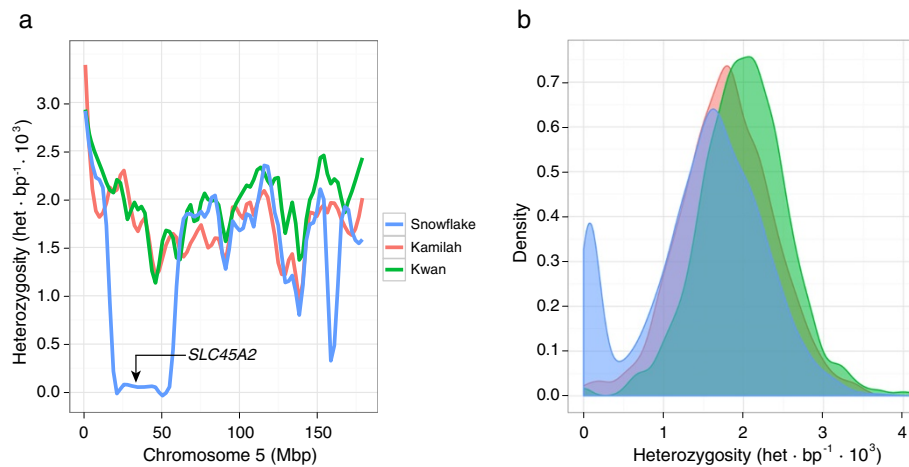 a
Heterozygosity (het · bp⁻¹ · 10³)
3.0
2.5
2.0
1.5
1.0
0.5
0.0
SLC45A2
0
50
100
150
Chromosome 5 (Mbp)
Snowflake
Kamilah
Kwan
b
Density
0.7
0.6
0.5
0.4
0.3
0.2
0.1
0.0
0
1
2
3
4
Heterozygosity (het · bp⁻¹ · 10³)